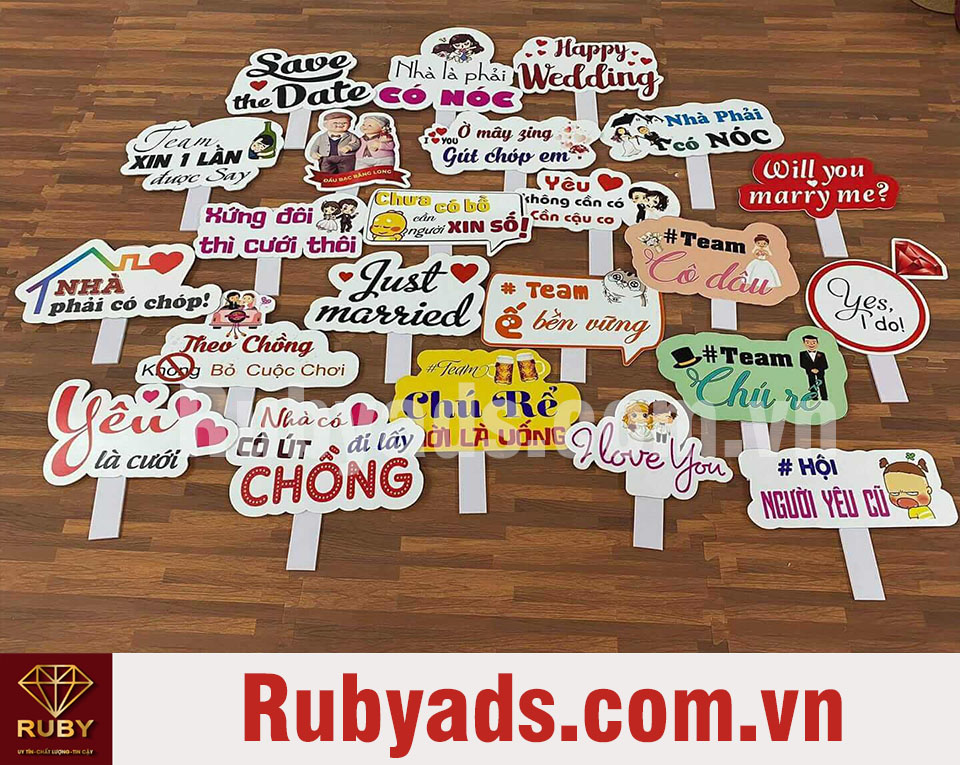 Save
the Date
Nhà là phải
CÓ NÓC
Happy
Wedding
Team
XIN 1 LẦN
được Say
ĐẦU BẠC RĂNG LONG
I ❤ YOU
Ở mây zing
Gút chóp em
Nhà Phải
có NÓC
Will you
marry me?
Xứng đôi
thì cưới thôi
Chưa có bồ
cần người XIN SỐ!
Yêu
không cần cớ
Cần cậu cơ
#Team
Cô dâu
NHÀ
phải có chóp!
Just
married
# Team
ế bền vững
Yes,
I do!
Theo Chồng
Không Bỏ Cuộc Chơi
#Team
Chú rể
#Team
Chú Rể
MỜI LÀ UỐNG
Yêu
là cưới
Nhà có
CÔ ÚT đi lấy
CHỒNG
I love You
# HỘI
NGƯỜI YÊU CŨ
Rubyads.com.vn
RUBY
UY TÍN-CHẤT LƯỢNG-TIN CẬY
Rubyads.com.vn